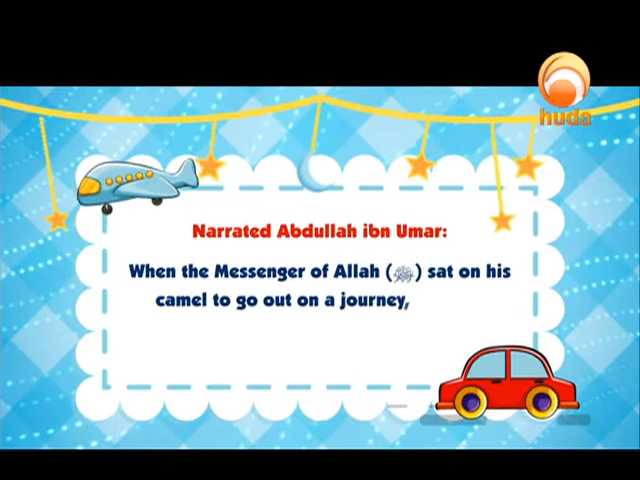 huda
Narrated Abdullah ibn Umar:
When the Messenger of Allah (ﷺ) sat on his
camel to go out on a journey,